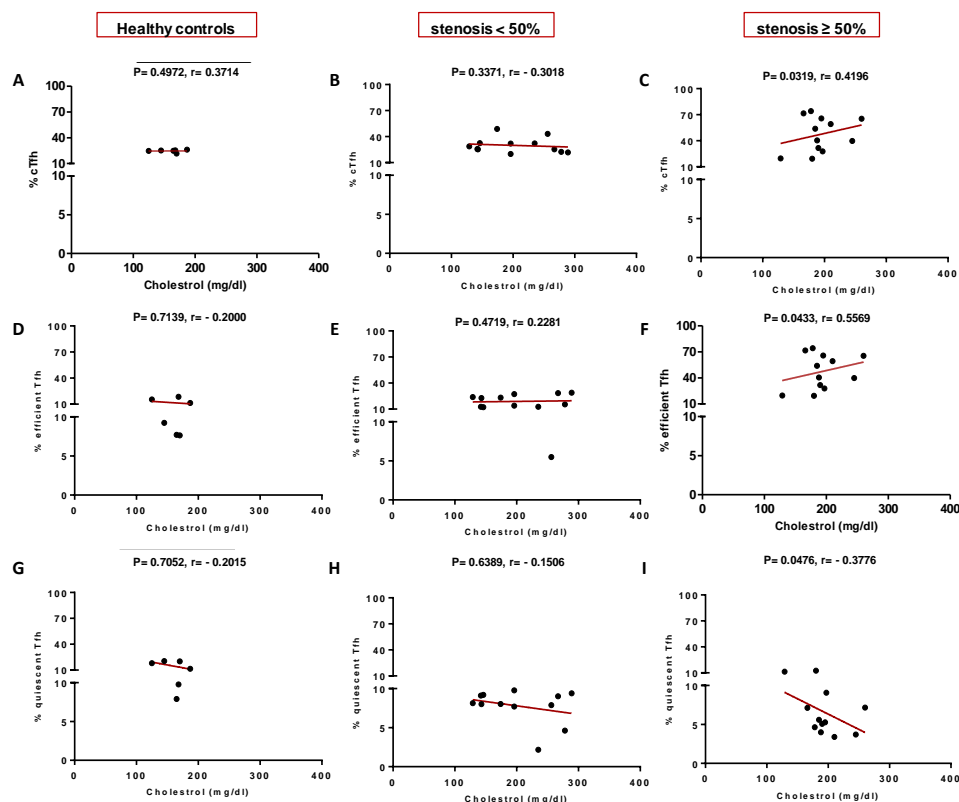 Healthy controls
stenosis < 50%
stenosis ≥ 50%
A
P= 0.4972, r= 0.3714
% cTfh
100
70
40
10
10
5
0
0
100
200
300
400
Cholestrol (mg/dl)
B
P= 0.3371, r= - 0.3018
% cTfh
100
70
40
10
10
5
0
0
100
200
300
400
Cholestrol (mg/dl)
C
P= 0.0319, r= 0.4196
% cTfh
100
70
40
10
10
5
0
0
100
200
300
400
Cholestrol (mg/dl)
D
P= 0.7139, r= - 0.2000
% efficient Tfh
100
70
40
10
10
5
0
0
100
200
300
400
Cholestrol (mg/dl)
E
P= 0.4719, r= 0.2281
% efficient Tfh
100
70
40
10
10
5
0
0
100
200
300
400
Cholestrol (mg/dl)
F
P= 0.0433, r= 0.5569
% efficient Tfh
100
70
40
10
10
5
0
0
100
200
300
400
Cholestrol (mg/dl)
G
P= 0.7052, r= - 0.2015
% quiescent Tfh
100
70
40
10
10
5
0
0
100
200
300
400
Cholestrol (mg/dl)
H
P= 0.6389, r= - 0.1506
% quiescent Tfh
100
70
40
10
10
5
0
0
100
200
300
400
Cholestrol (mg/dl)
I
P= 0.0476, r= - 0.3776
% quiescent Tfh
100
70
40
10
10
5
0
0
100
200
300
400
Cholestrol (mg/dl)